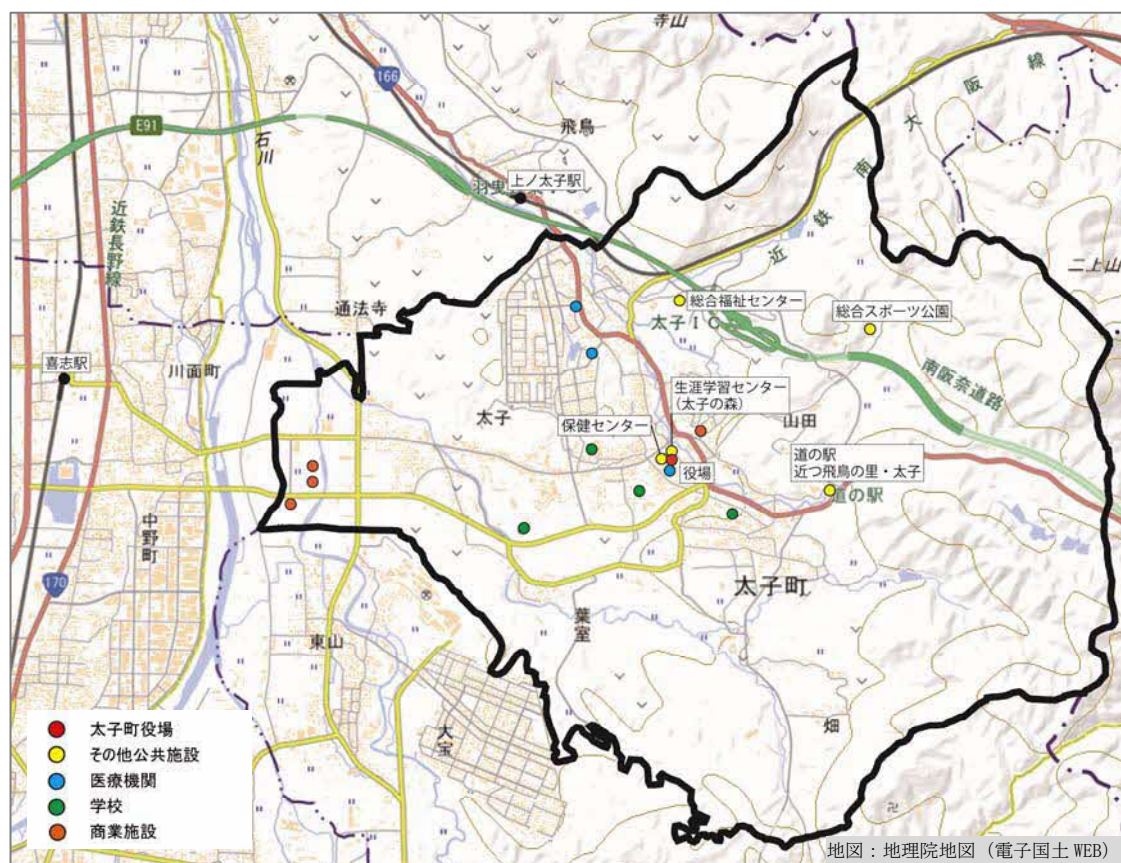 寺山
166
大阪線
南
近鉄
E91
石川
飛鳥
上ノ太子駅
近鉄長野線
二上山
通法寺
総合福祉センター
総合スポーツ公園
太子IC
喜志駅
川面町
南阪奈道路
生涯学習センター
(太子の森)
太子
山田
保健センター
役場
道の駅
近つ飛鳥の里・太子
道の駅
中野町
170
太子町
葉室
東山
大宝
畑
太子町役場
その他公共施設
医療機関
学校
商業施設
地図：地理院地図（電子国土 WEB）